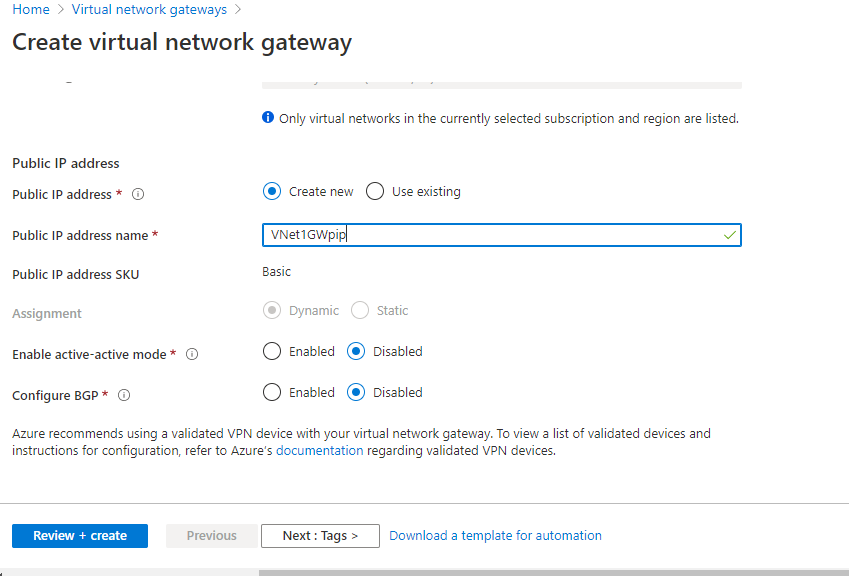 Home > Virtual network gateways >
Create virtual network gateway
Only virtual networks in the currently selected subscription and region are listed.
Public IP address
Public IP address * Create new Use existing
Public IP address name * VNet1GWpip
Public IP address SKU Basic
Assignment Dynamic Static
Enable active-active mode * Enabled Disabled
Configure BGP * Enabled Disabled
Azure recommends using a validated VPN device with your virtual network gateway. To view a list of validated devices and
instructions for configuration, refer to Azure's documentation regarding validated VPN devices.
Review + create Previous Next : Tags > Download a template for automation